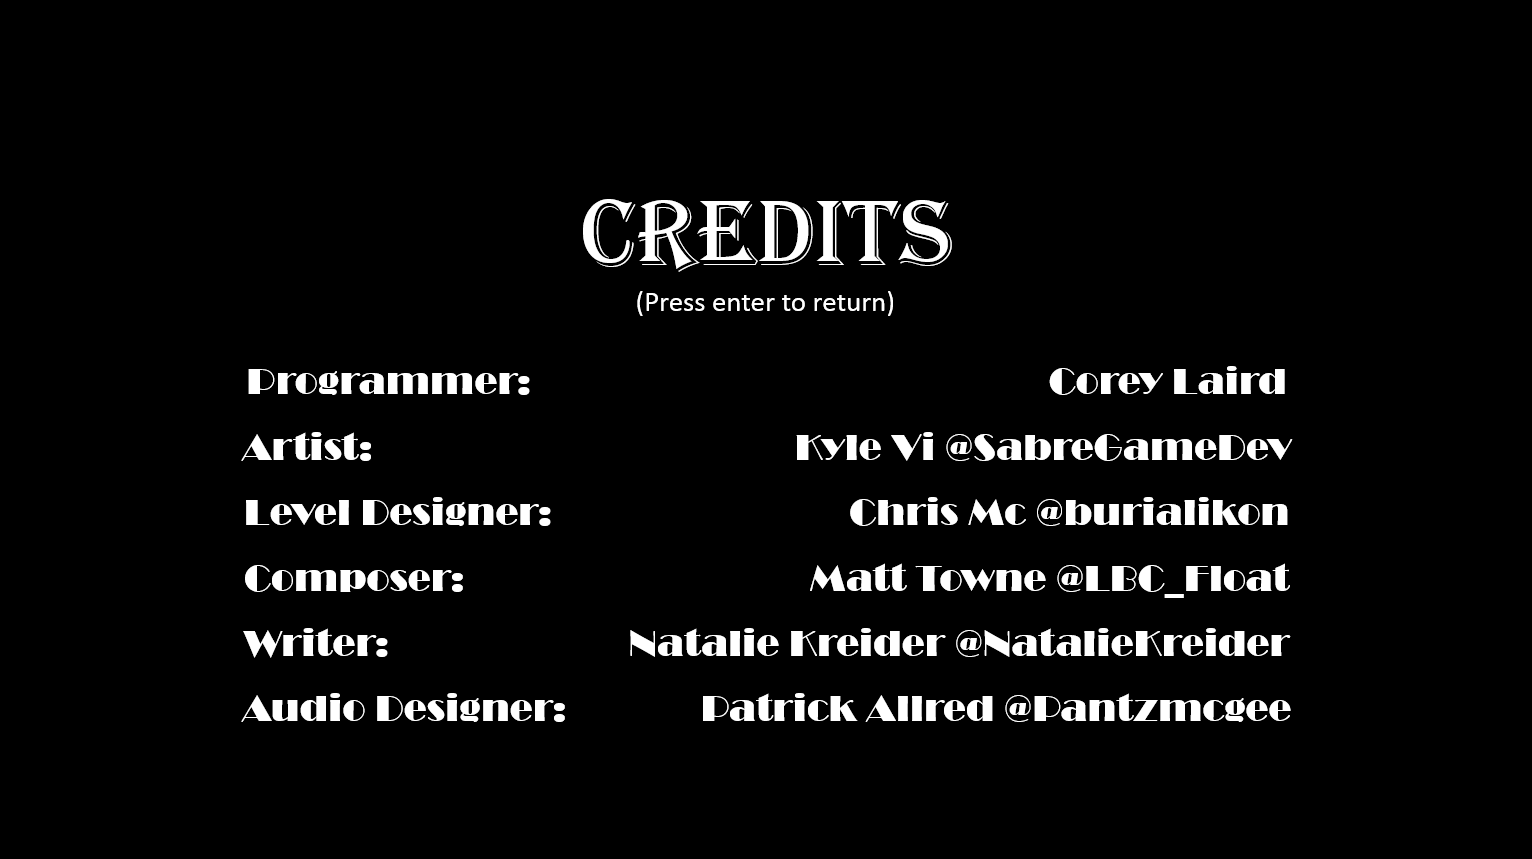 CREDITS
(Press enter to return)
Programmer: Corey Laird
Artist: Kyle Vi @SabreGameDev
Level Designer: Chris Mc @burialikon
Composer: Matt Towne @LBC_Float
Writer: Natalie Kreider @NatalieKreider
Audio Designer: Patrick Allred @Pantzmcgee